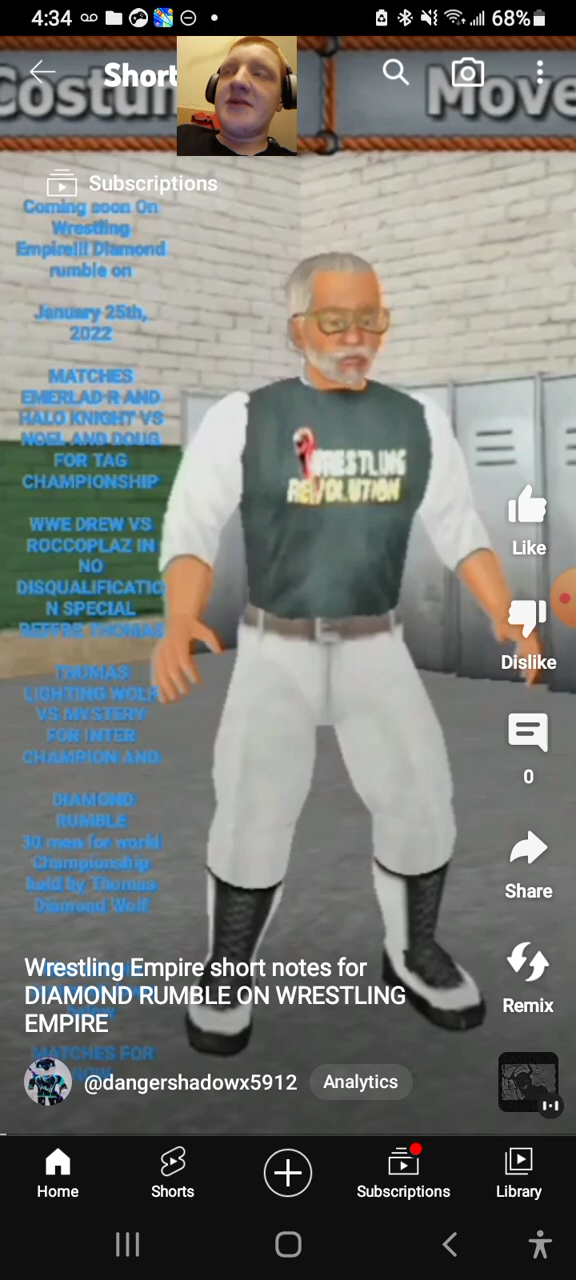 4:34
68%
Costum
Move
Short
Subscriptions
Coming soon On
Wrestling
Empire!!! Diamond
rumble on
January 25th,
2022
MATCHES
EMERLAD R AND
HALO KNIGHT VS
NOEL AND DOUG
FOR TAG
CHAMPIONSHIP
WWE DREW VS
ROCCOPLAZ IN
NO
DISQUALIFICATIO
N SPECIAL
REFFRE THOMAS
THOMAS
LIGHTING WOLF
VS MYSTERY
FOR INTER
CHAMPION AND
DIAMOND
RUMBLE
30 men for world
Championship
held by Thomas
Diamond Wolf
WRESTLING
REVOLUTION
Like
Dislike
0
Share
Remix
Wrestling Empire short notes for
DIAMOND RUMBLE ON WRESTLING
EMPIRE
MATCHES FOR
@dangershadowx5912
Analytics
Home
Shorts
Subscriptions
Library